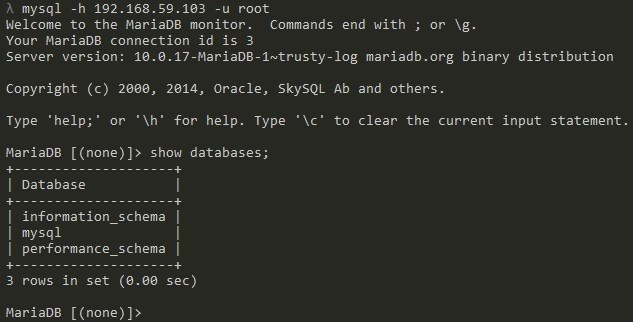 λ mysql -h 192.168.59.103 -u root
Welcome to the MariaDB monitor.  Commands end with ; or \g.
Your MariaDB connection id is 3
Server version: 10.0.17-MariaDB-1~trusty-log mariadb.org binary distribution

Copyright (c) 2000, 2014, Oracle, SkySQL Ab and others.

Type 'help;' or '\h' for help. Type '\c' to clear the current input statement.

MariaDB [(none)]> show databases;
+--------------------+
| Database           |
+--------------------+
| information_schema |
| mysql              |
| performance_schema |
+--------------------+
3 rows in set (0.00 sec)

MariaDB [(none)]>